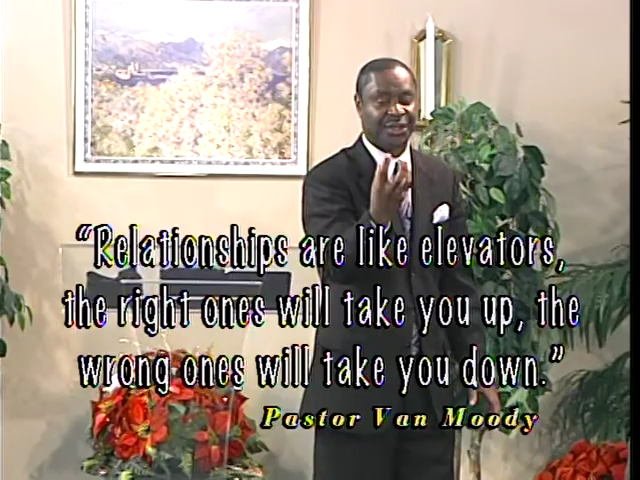 “Relationships are like elevators,
the right ones will take you up, the
wrong ones will take you down.”
Pastor Van Moody